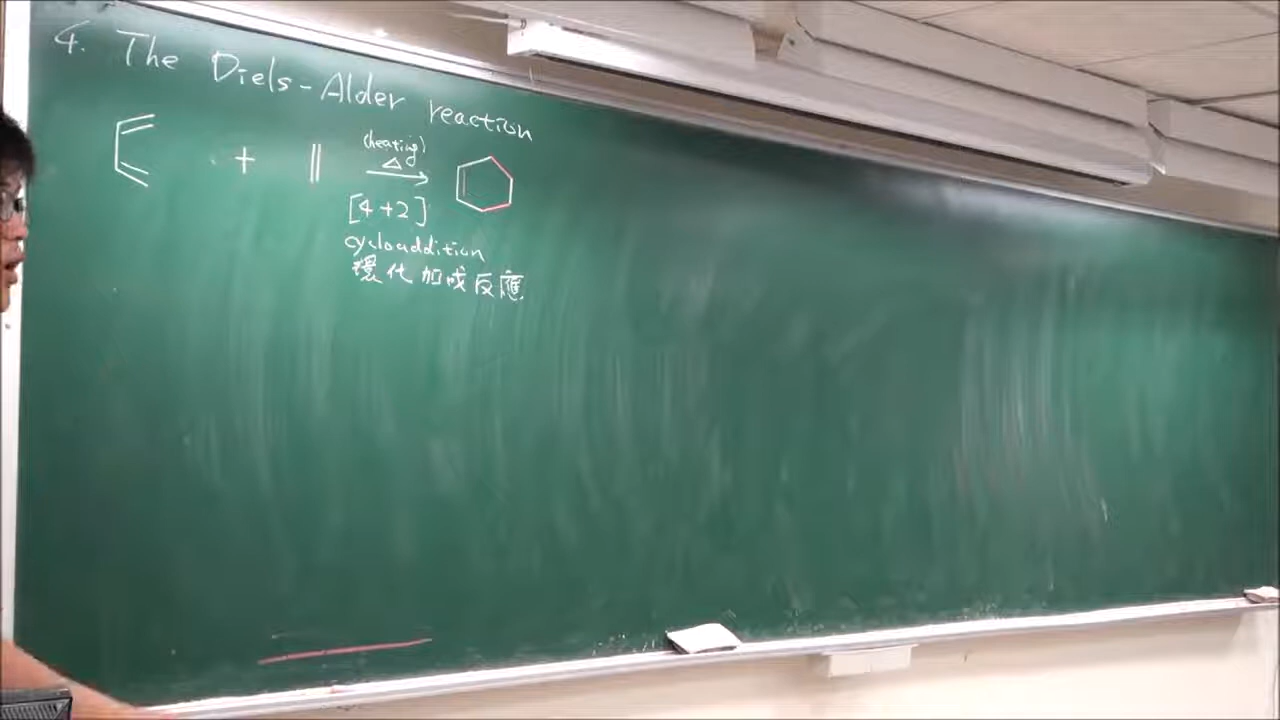 4. The Diels-Alder reaction
+
(heating)
Δ
[4+2]
cycloaddition
環化加成反應